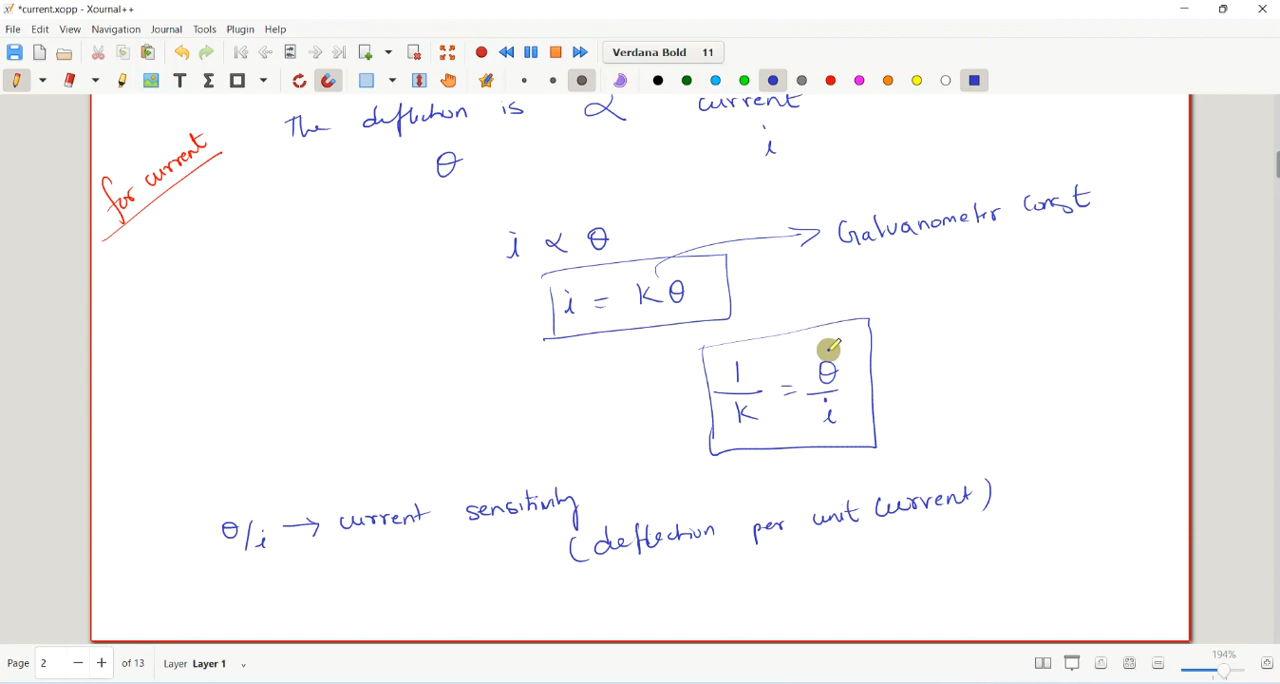 *current.xopp - Xournal++
File Edit View Navigation Journal Tools Plugin Help
Verdana Bold 11
The deflection is ∝ current
θ i
for current
i ∝ θ
Galvanometer const
i = kθ
1/k = θ/i
θ/i → current sensitivity
(deflection per unit current)
Page 2 of 13 Layer Layer 1 194%